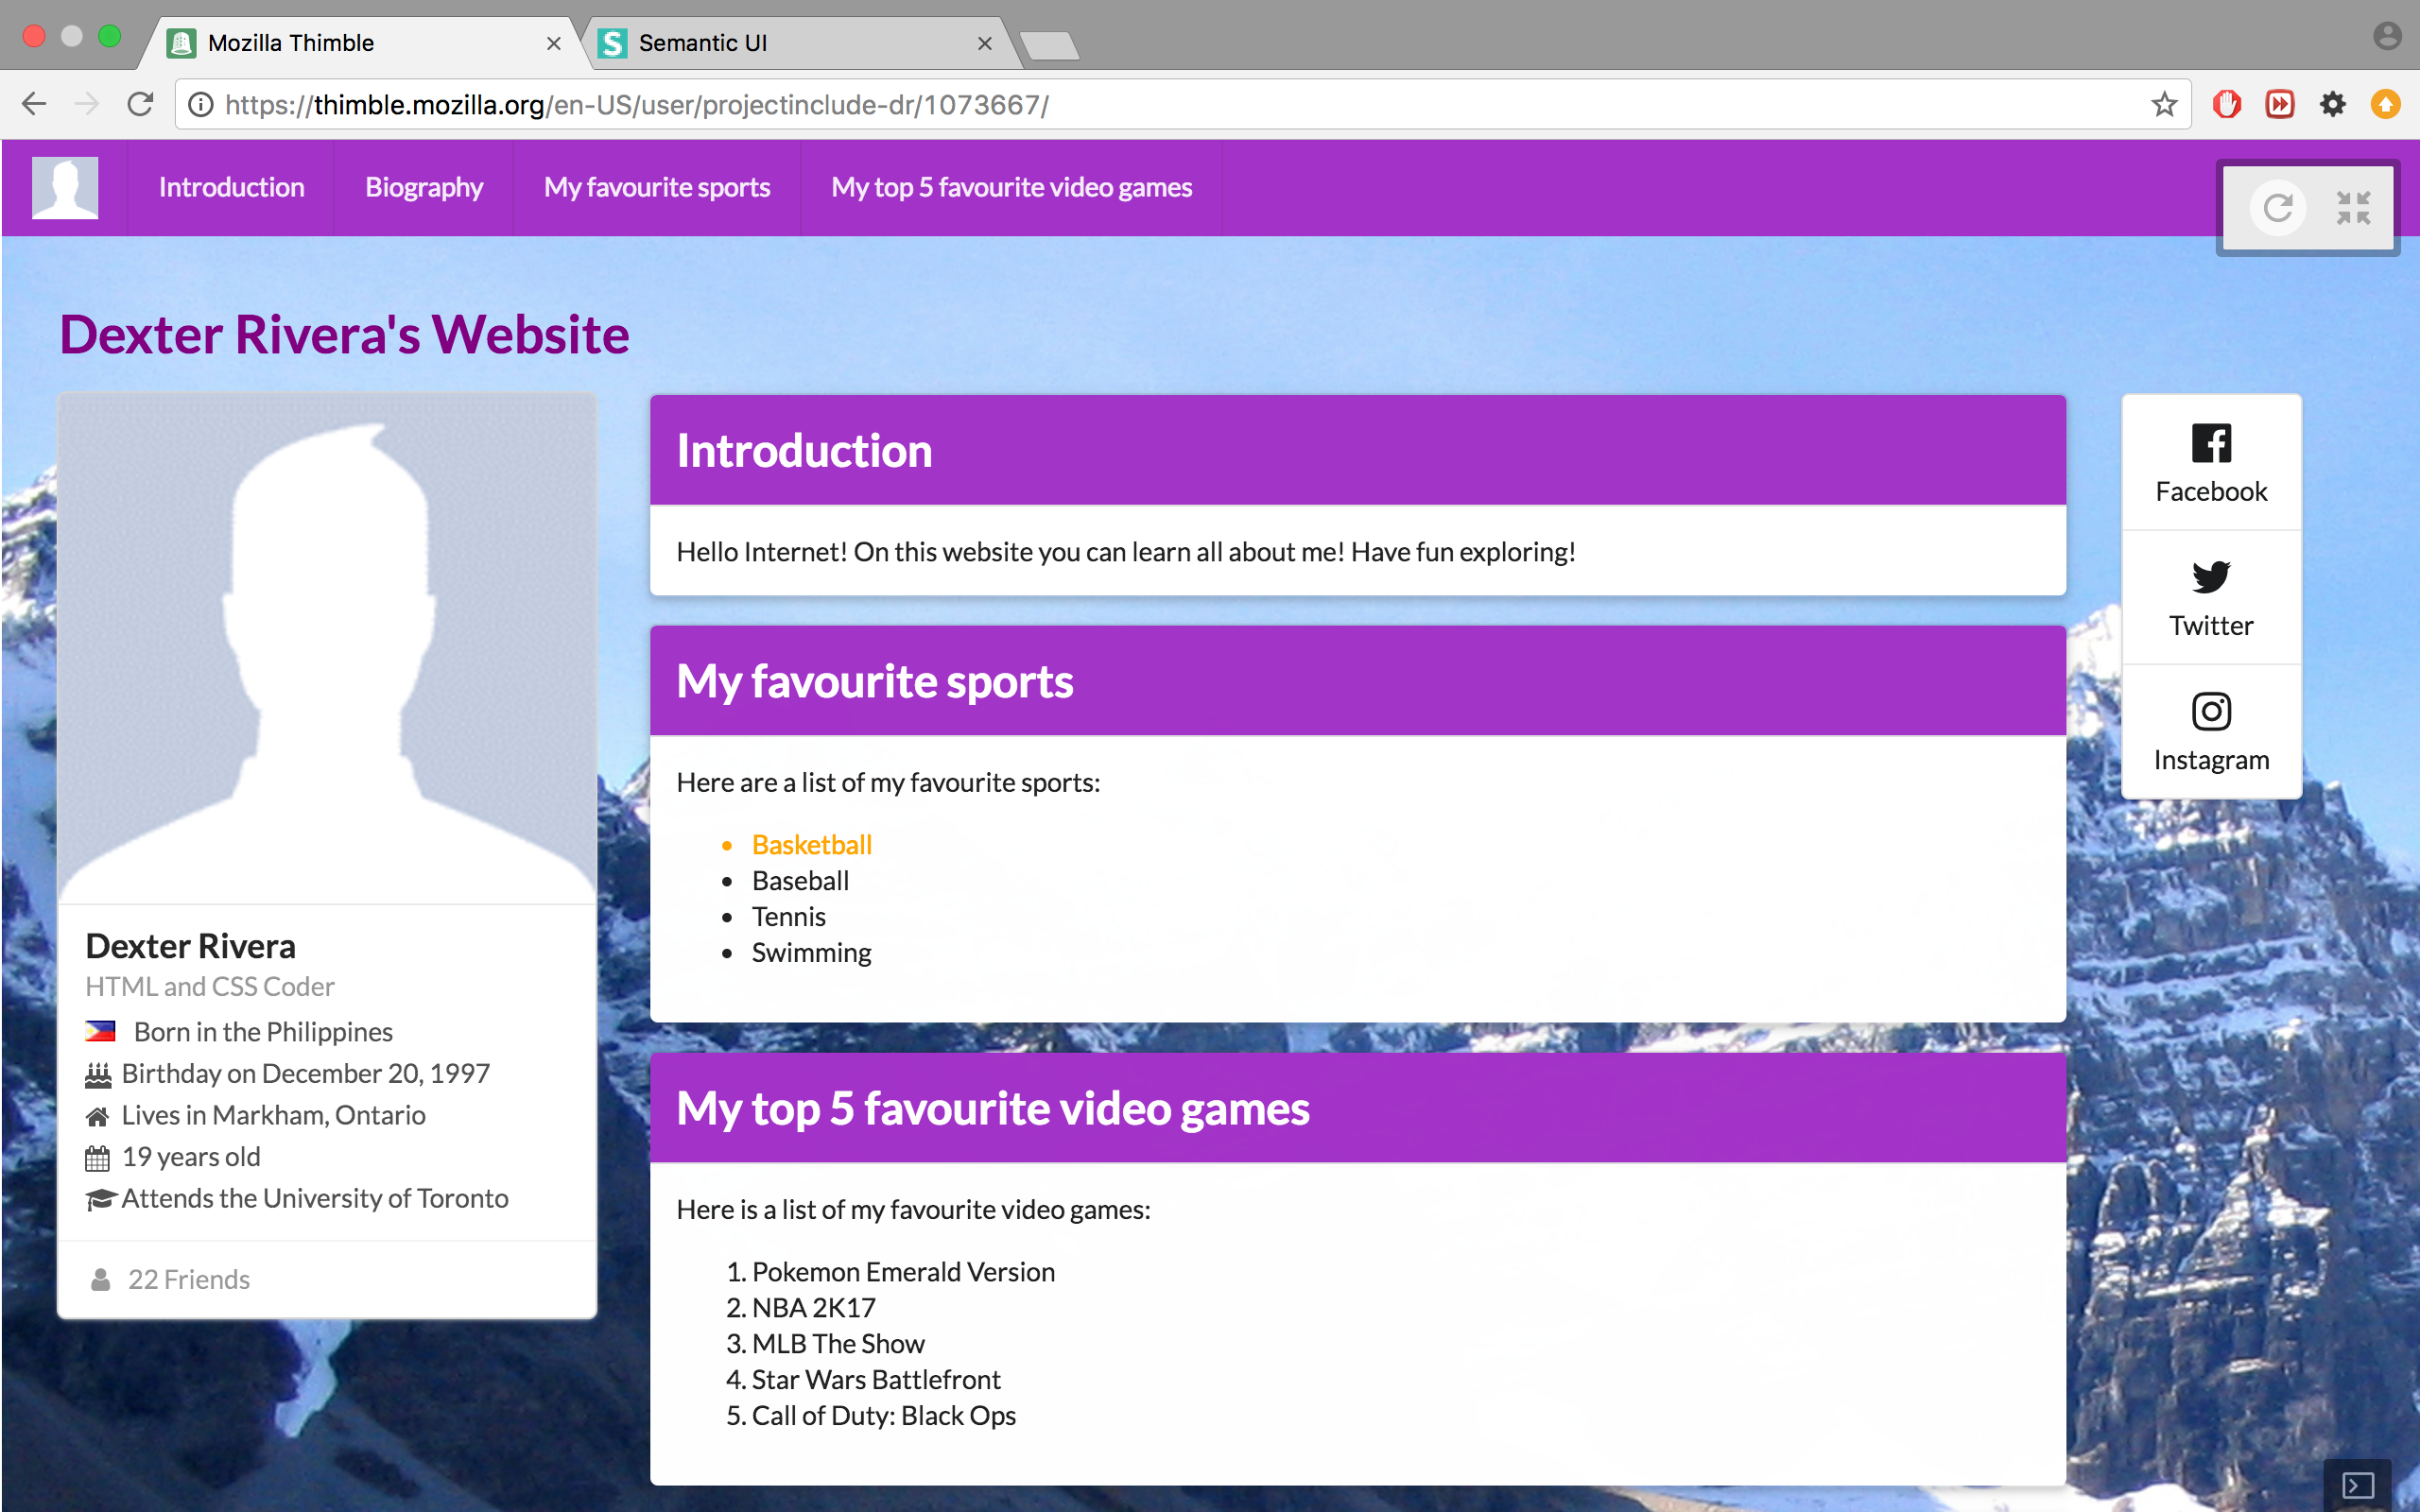 Mozilla Thimble
Semantic UI
https://thimble.mozilla.org/en-US/user/projectinclude-dr/1073667/
Introduction
Biography
My favourite sports
My top 5 favourite video games
Dexter Rivera's Website
Dexter Rivera
HTML and CSS Coder
Born in the Philippines
Birthday on December 20, 1997
Lives in Markham, Ontario
19 years old
Attends the University of Toronto
22 Friends
Introduction
Hello Internet! On this website you can learn all about me! Have fun exploring!
My favourite sports
Here are a list of my favourite sports:
• Basketball
• Baseball
• Tennis
• Swimming
My top 5 favourite video games
Here is a list of my favourite video games:
1. Pokemon Emerald Version
2. NBA 2K17
3. MLB The Show
4. Star Wars Battlefront
5. Call of Duty: Black Ops
Facebook
Twitter
Instagram